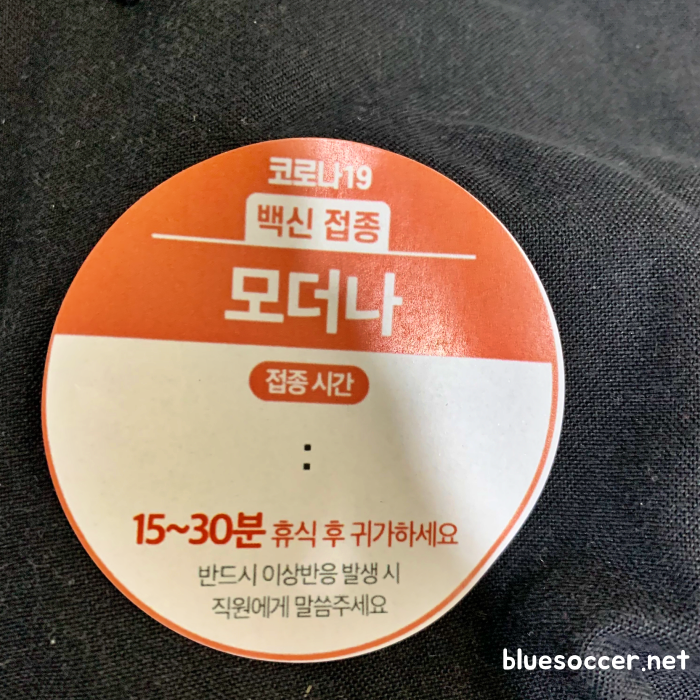 코로나19
백신 접종
모더나
접종 시간
:
15~30분 휴식 후 귀가하세요
반드시 이상반응 발생 시
직원에게 말씀주세요
bluesoccer.net